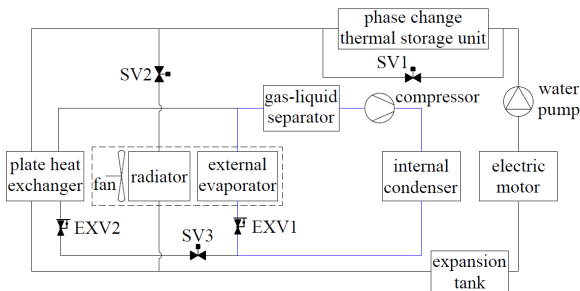 phase change
thermal storage unit
SV1
SV2
gas-liquid
separator
compressor
water
pump
plate heat
exchanger
fan
radiator
external
evaporator
internal
condenser
electric
motor
EXV2
SV3
EXV1
expansion
tank